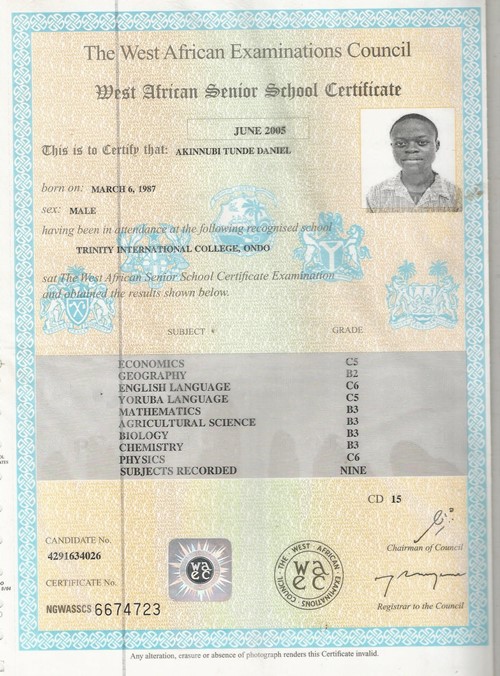 The West African Examinations Council
West African Senior School Certificate
JUNE 2005
This is to Certify that: AKINNUBI TUNDE DANIEL
born on: MARCH 6, 1987
sex: MALE
having been in attendance at the following recognised school
TRINITY INTERNATIONAL COLLEGE, ONDO
sat The West African Senior School Certificate Examination
and obtained the results shown below.
SUBJECT GRADE
ECONOMICS C5
GEOGRAPHY B2
ENGLISH LANGUAGE C6
YORUBA LANGUAGE C5
MATHEMATICS B3
AGRICULTURAL SCIENCE B3
BIOLOGY B3
CHEMISTRY B3
PHYSICS C6
SUBJECTS RECORDED NINE
CD 15
Chairman of Council
CANDIDATE No.
4291634026
CERTIFICATE No.
NGWASSCS 6674723
waec
THE WEST AFRICAN EXAMINATIONS COUNCIL
waec
Registrar to the Council
Any alteration, erasure or absence of photograph renders this Certificate invalid.